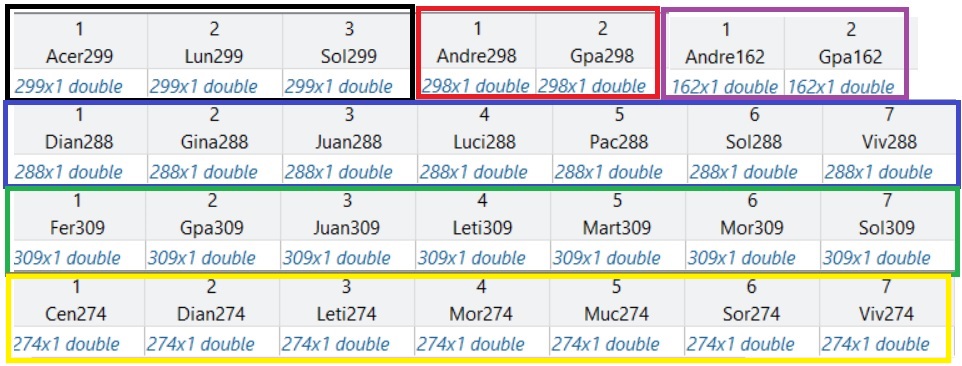 1 2 3 1 2 1 2
Acer299 Lun299 Sol299 Andre298 Gpa298 Andre162 Gpa162
299x1 double 299x1 double 299x1 double 298x1 double 298x1 double 162x1 double 162x1 double
1 2 3 4 5 6 7
Dian288 Gina288 Juan288 Luci288 Pac288 Sol288 Viv288
288x1 double 288x1 double 288x1 double 288x1 double 288x1 double 288x1 double 288x1 double
1 2 3 4 5 6 7
Fer309 Gpa309 Juan309 Leti309 Mart309 Mor309 Sol309
309x1 double 309x1 double 309x1 double 309x1 double 309x1 double 309x1 double 309x1 double
1 2 3 4 5 6 7
Cen274 Dian274 Leti274 Mor274 Muc274 Sor274 Viv274
274x1 double 274x1 double 274x1 double 274x1 double 274x1 double 274x1 double 274x1 double